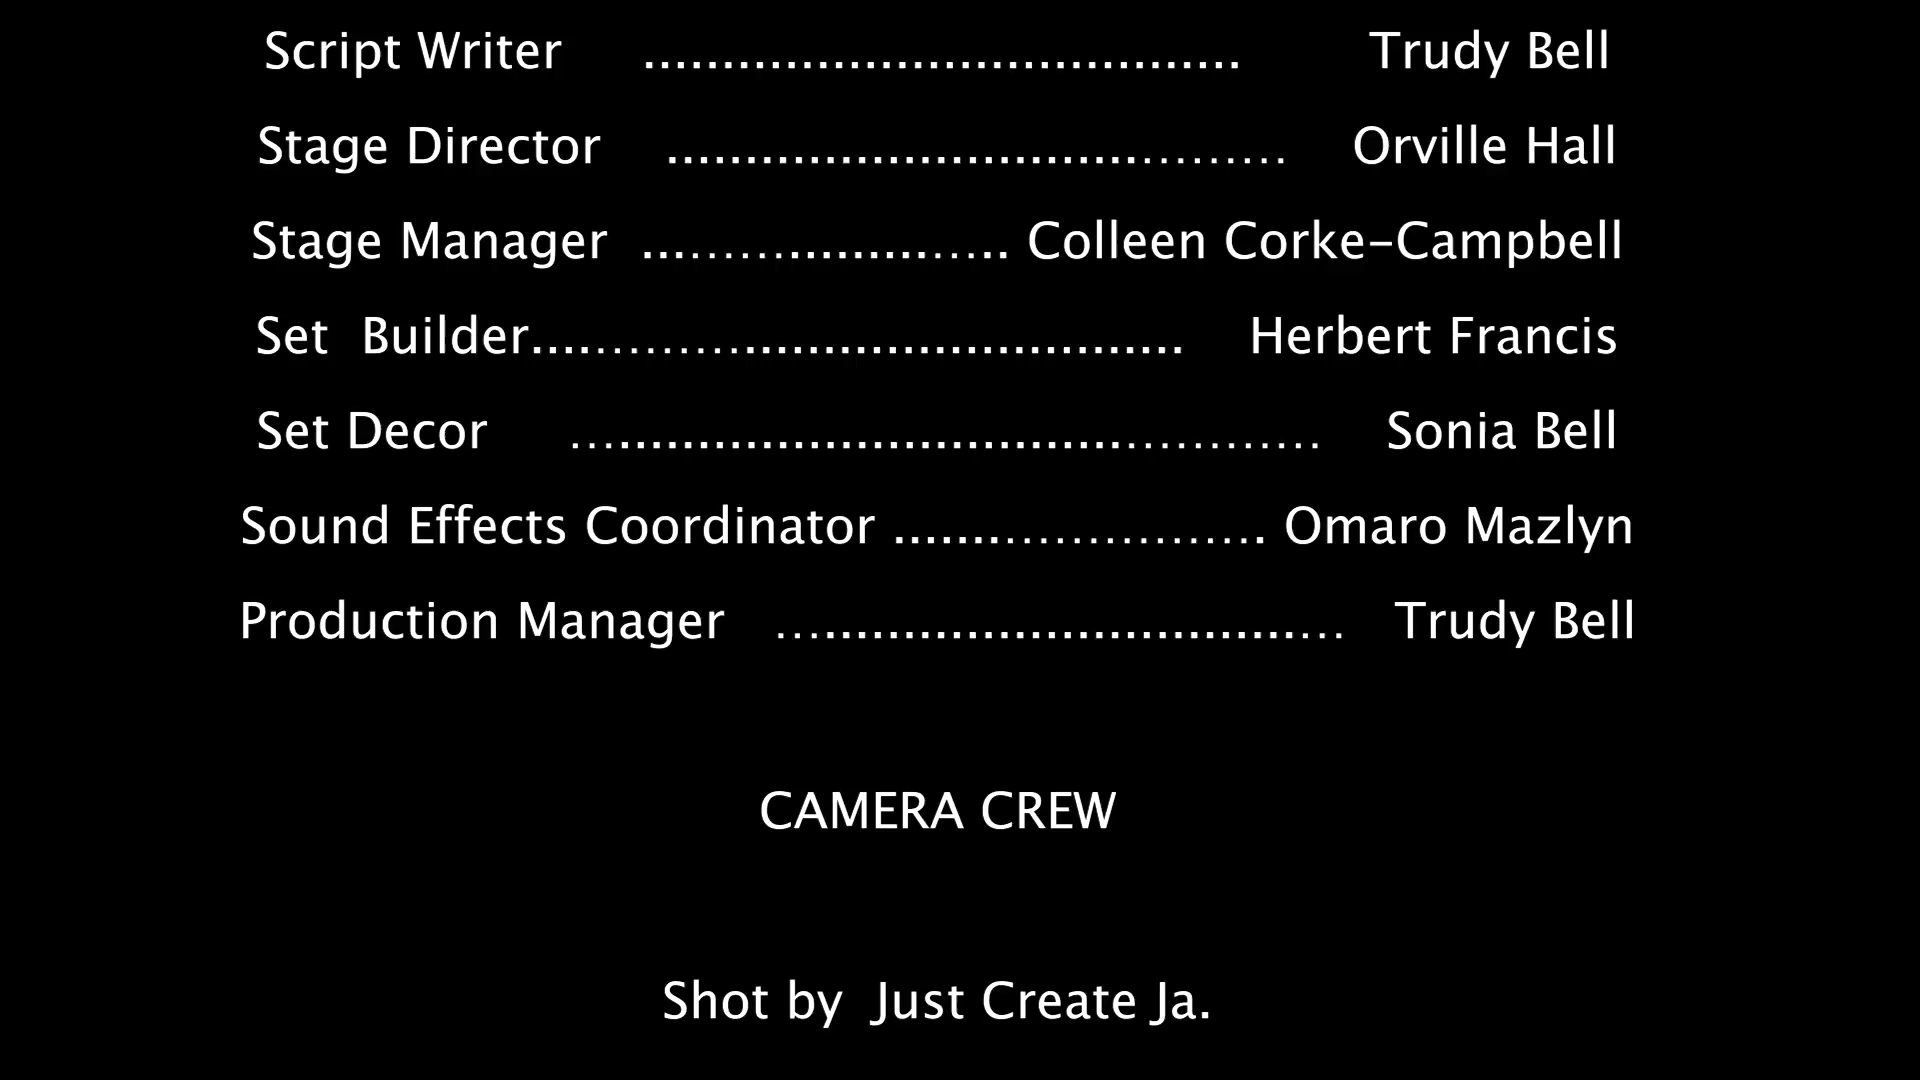 Script Writer ...................................... Trudy Bell
Stage Director ..............................……… Orville Hall
Stage Manager ...……...........….. Colleen Corke-Campbell
Set  Builder....………............................ Herbert Francis
Set Decor …................................………… Sonia Bell
Sound Effects Coordinator .......……………. Omaro Mazlyn
Production Manager …..............................… Trudy Bell
CAMERA CREW
Shot by  Just Create Ja.